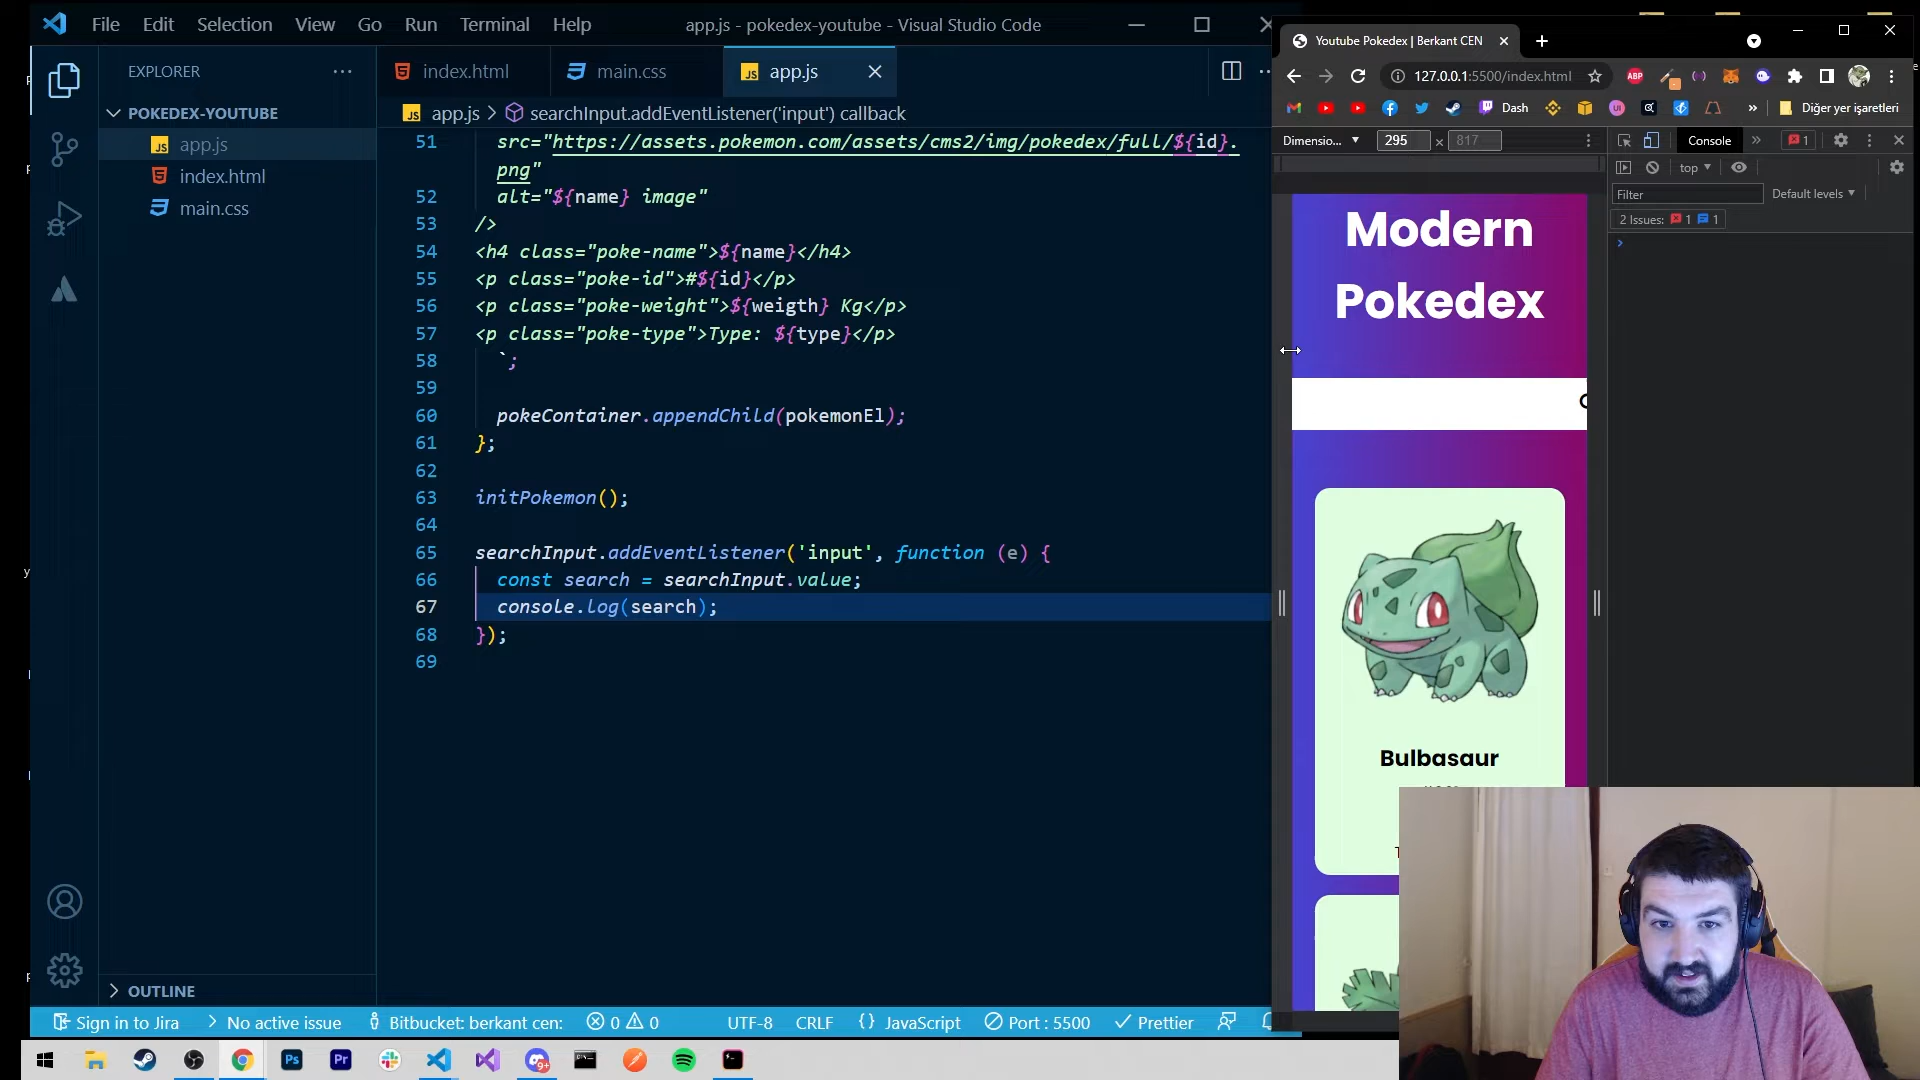 File Edit Selection View Go Run Terminal Help
app.js - pokedex-youtube - Visual Studio Code
EXPLORER
POKEDEX-YOUTUBE
app.js
index.html
main.css
OUTLINE
index.html
main.css
app.js
app.js > searchInput.addEventListener('input') callback
51 src="https://assets.pokemon.com/assets/cms2/img/pokedex/full/${id}.
png"
52 alt="${name} image"
53 />
54 <h4 class="poke-name">${name}</h4>
55 <p class="poke-id">#${id}</p>
56 <p class="poke-weight">${weigth} Kg</p>
57 <p class="poke-type">Type: ${type}</p>
58 `;
59
60 pokeContainer.appendChild(pokemonEl);
61 };
62
63 initPokemon();
64
65 searchInput.addEventListener('input', function (e) {
66 const search = searchInput.value;
67 console.log(search);
68 });
69
Sign in to Jira
No active issue
Bitbucket: berkant cen:
0 0
UTF-8
CRLF
{ } JavaScript
Port : 5500
Prettier
Youtube Pokedex | Berkant CEN
127.0.0.1:5500/index.html
ABP
Dash
Diğer yer işaretleri
Dimensio...
295 × 817
Console
1
top
Filter
Default levels
2 Issues: 1 1
Modern
Pokedex
Bulbasaur
Ps
Pr
9+